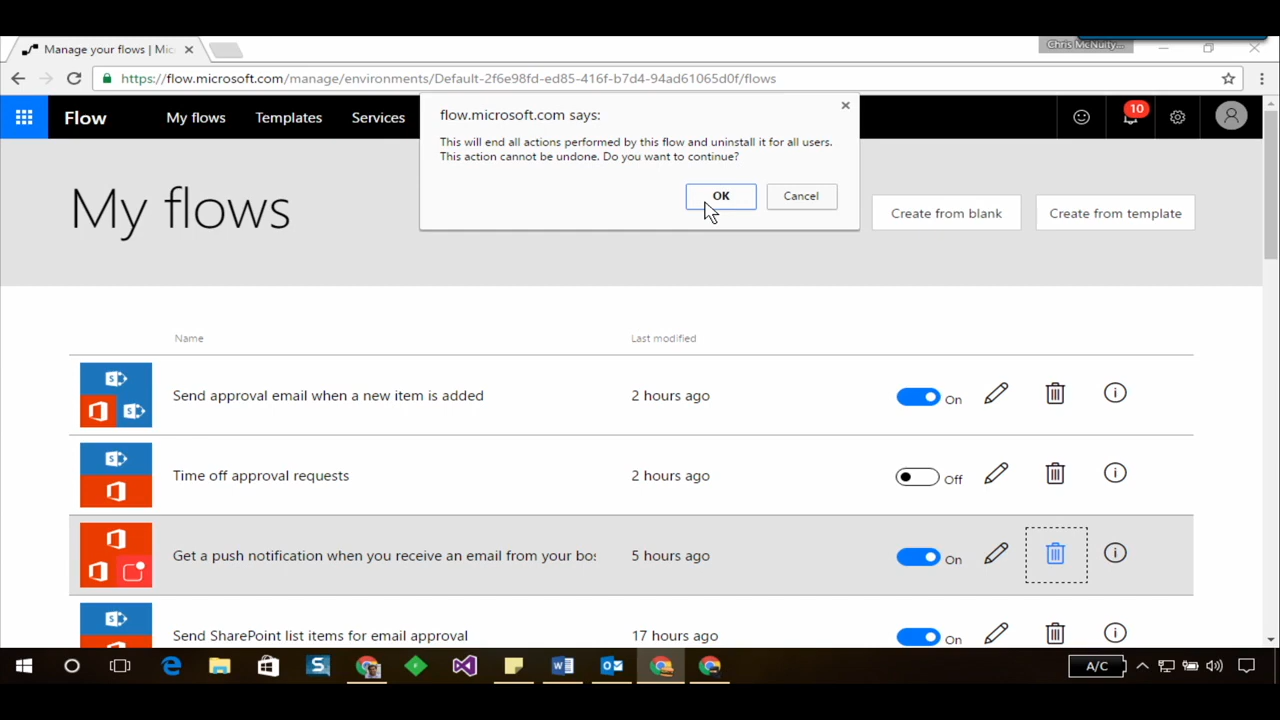 Manage your flows | Mic
Chris McNulty...
https://flow.microsoft.com/manage/environments/Default-2f6e98fd-ed85-416f-b7d4-94ad61065d0f/flows
Flow
My flows
Templates
Services
10
flow.microsoft.com says:
This will end all actions performed by this flow and uninstall it for all users.
This action cannot be undone. Do you want to continue?
OK
Cancel
My flows
Create from blank
Create from template
Name
Last modified
Send approval email when a new item is added
2 hours ago
On
Time off approval requests
2 hours ago
Off
Get a push notification when you receive an email from your bos
5 hours ago
On
Send SharePoint list items for email approval
17 hours ago
On
A/C